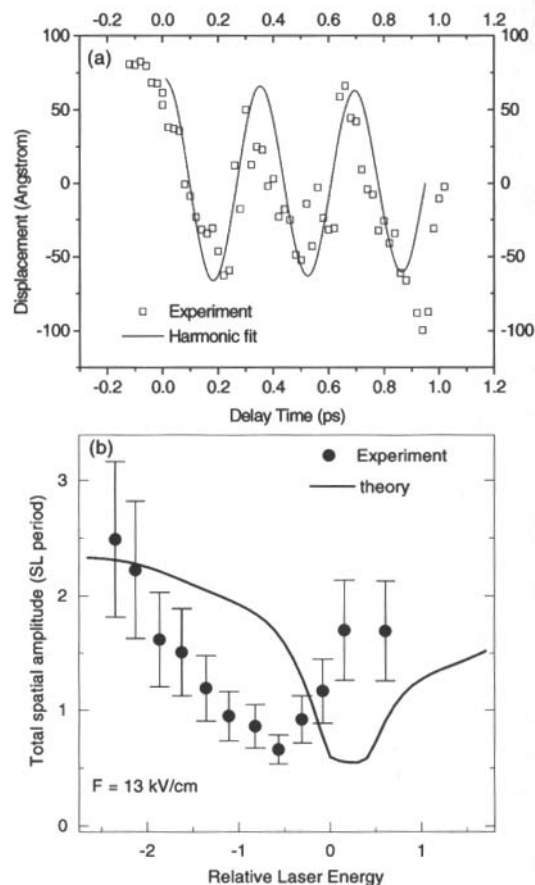 -0.2 0.0 0.2 0.4 0.6 0.8 1.0 1.2
(a)
100 100
50 50
0 0
-50 -50
-100 -100
Displacement (Angstrom)
Experiment
Harmonic fit
-0.2 0.0 0.2 0.4 0.6 0.8 1.0 1.2
Delay Time (ps)
(b)
Experiment
theory
3
2
1
0
Total spatial amplitude (SL period)
F = 13 kV/cm
-2 -1 0 1
Relative Laser Energy